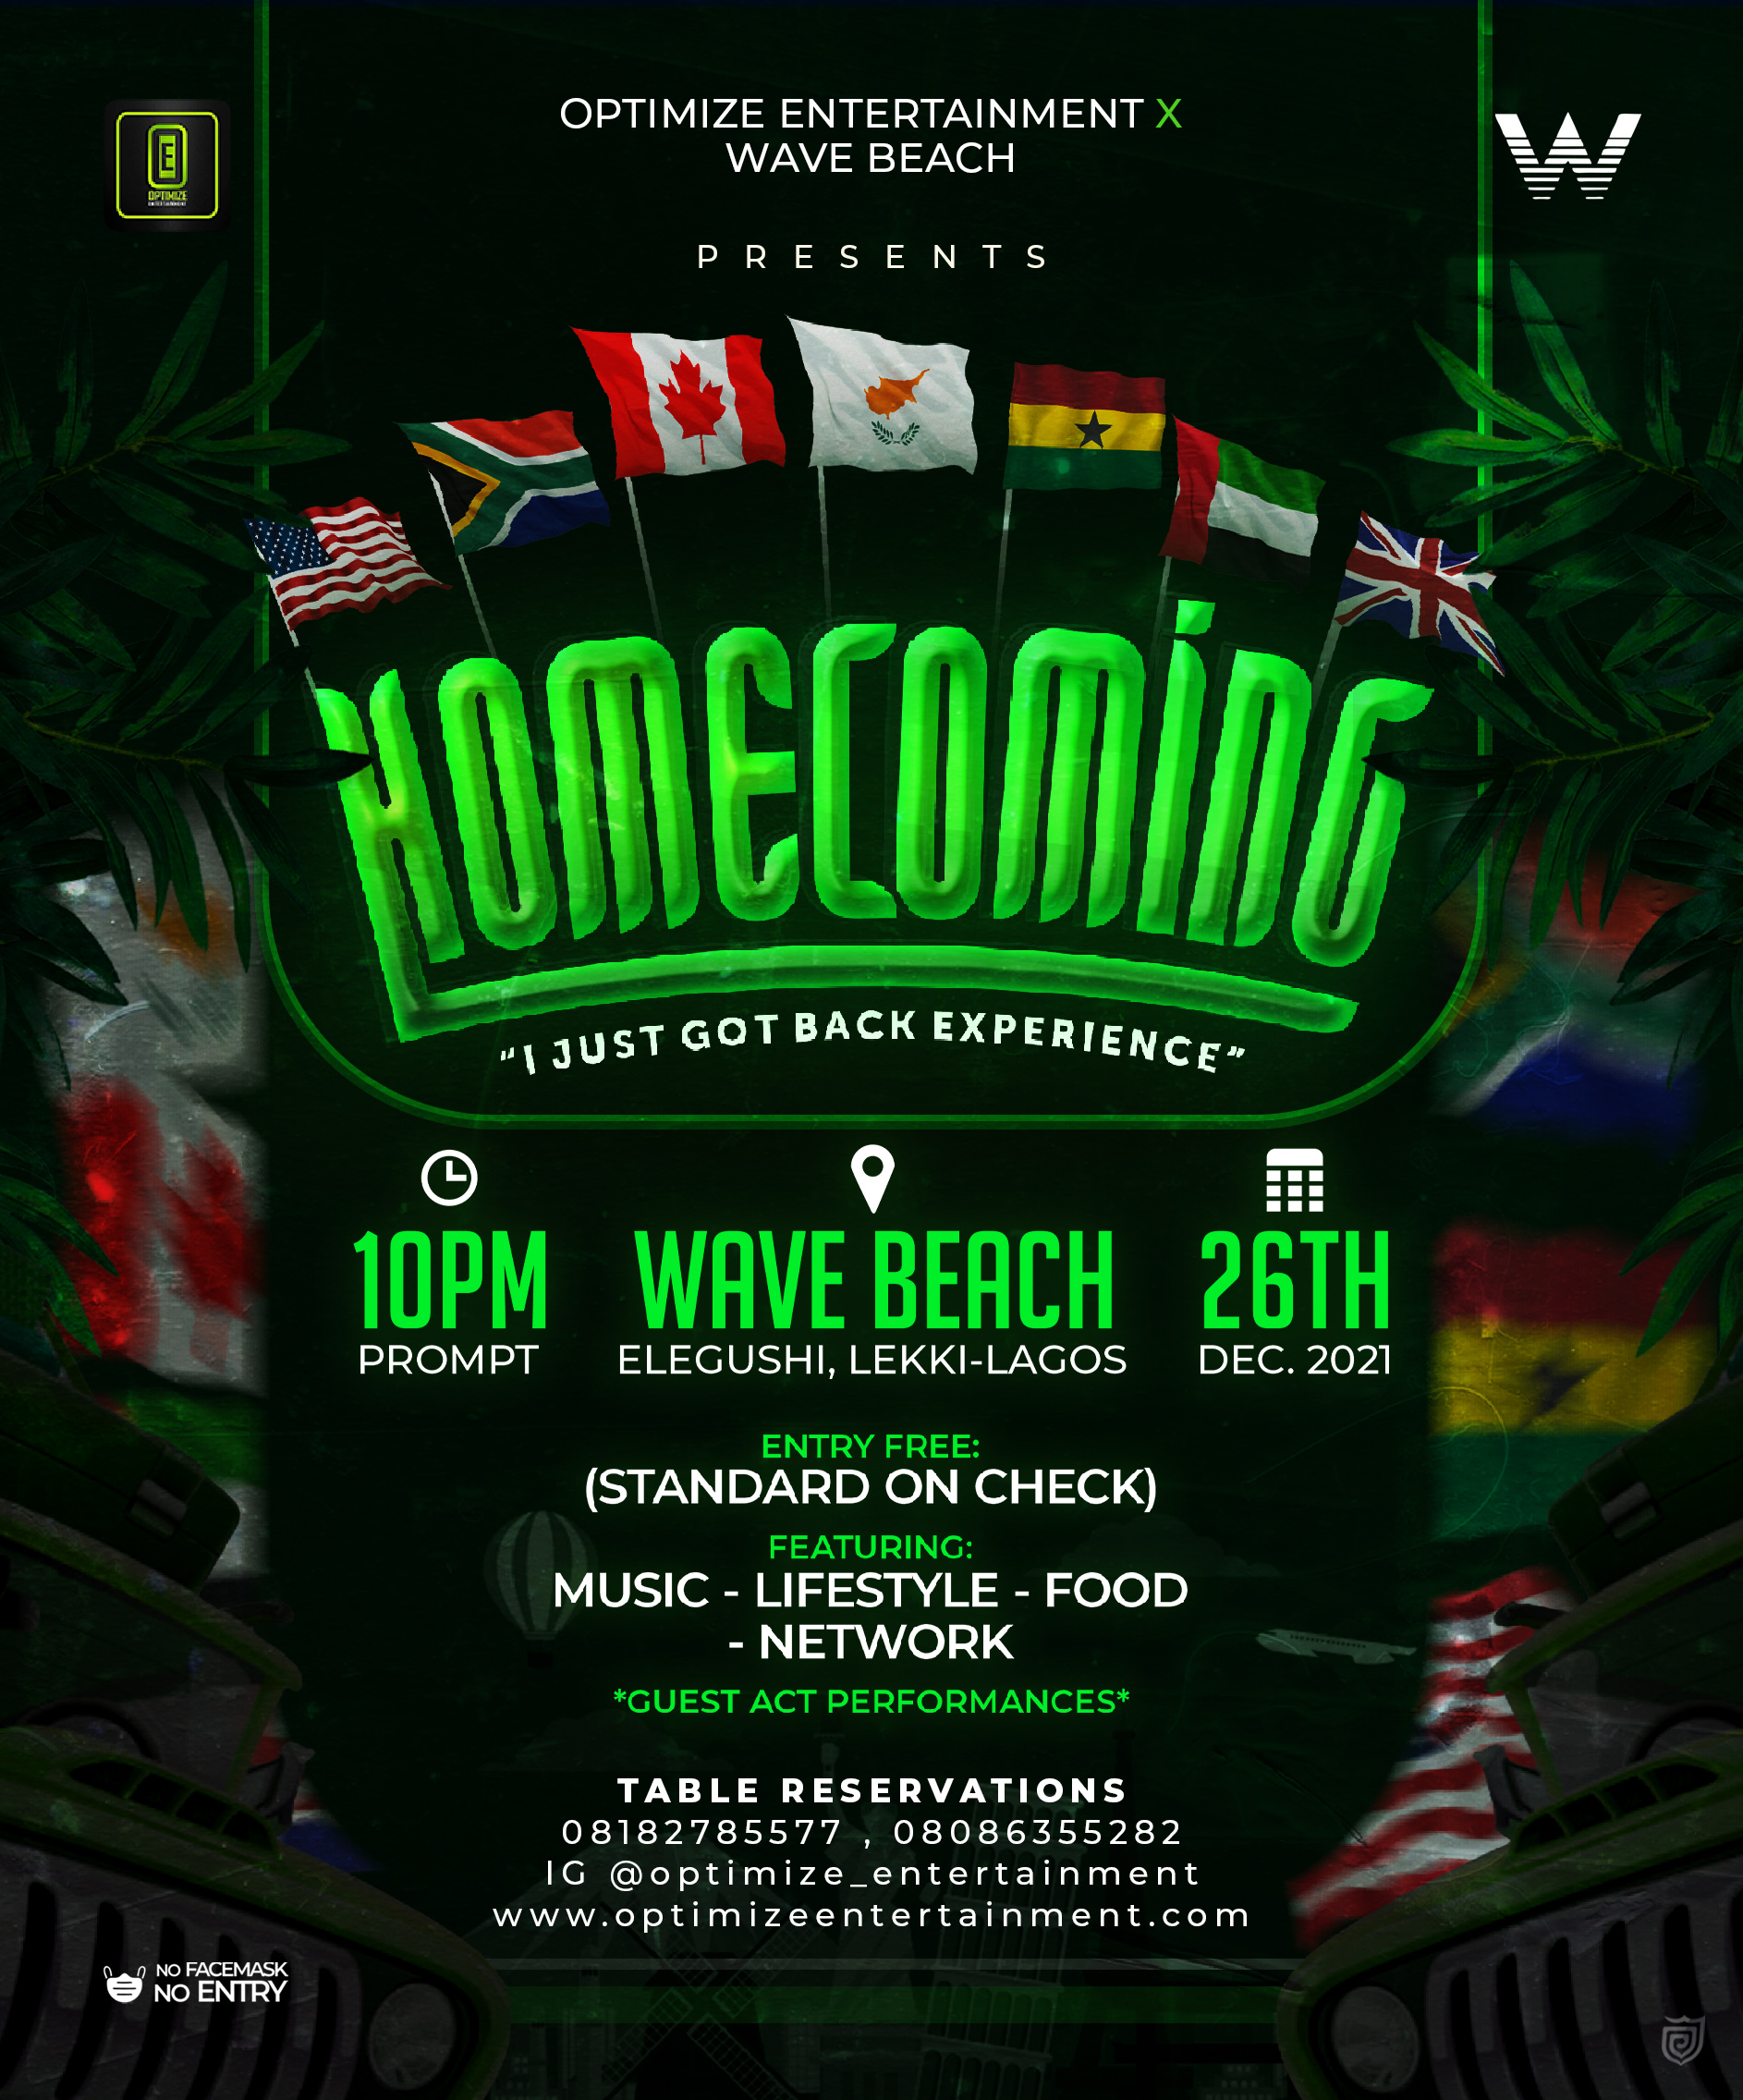 OPTIMIZE ENTERTAINMENT X
WAVE BEACH
E
OPTIMIZE
ENTERTAINMENT
W
PRESENTS
HOMECOMING
“I JUST GOT BACK EXPERIENCE”
10PM
PROMPT
WAVE BEACH
ELEGUSHI, LEKKI-LAGOS
26TH
DEC. 2021
ENTRY FREE:
(STANDARD ON CHECK)
FEATURING:
MUSIC - LIFESTYLE - FOOD
- NETWORK
*GUEST ACT PERFORMANCES*
TABLE RESERVATIONS
08182785577 , 08086355282
IG @optimize_entertainment
www.optimizeentertainment.com
NO FACEMASK
NO ENTRY